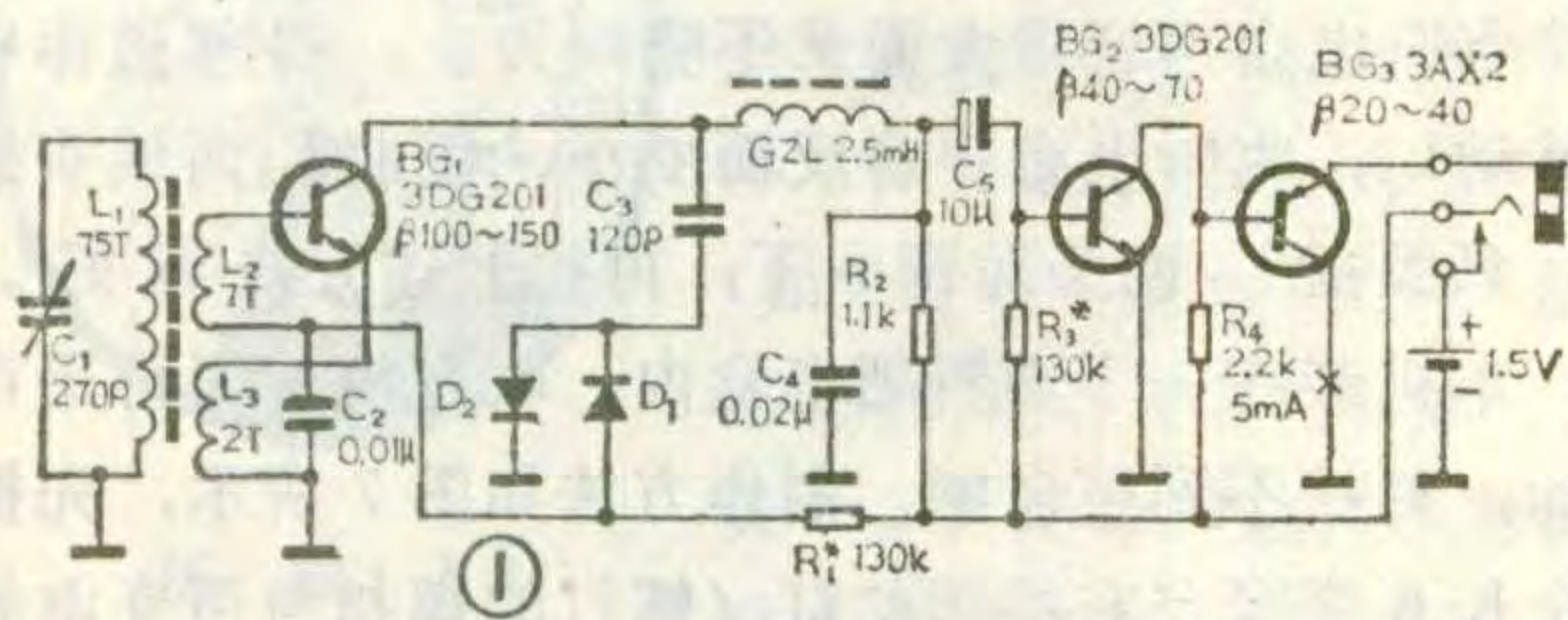 L₁
75T
C₁
270P
L₂
7T
L₃
2T
C₂
0.01μ
BG₁
3DG201
β100~150
C₃
120P
D₂
D₁
GZL 2.5mH
C₅
10μ
R₂
1.1k
C₄
0.02μ
R₁* 130k
R₃*
130k
BG₂ 3DG201
β40~70
BG₃ 3AX2
β20~40
R₄
2.2k
5mA
+
1.5V
-
①